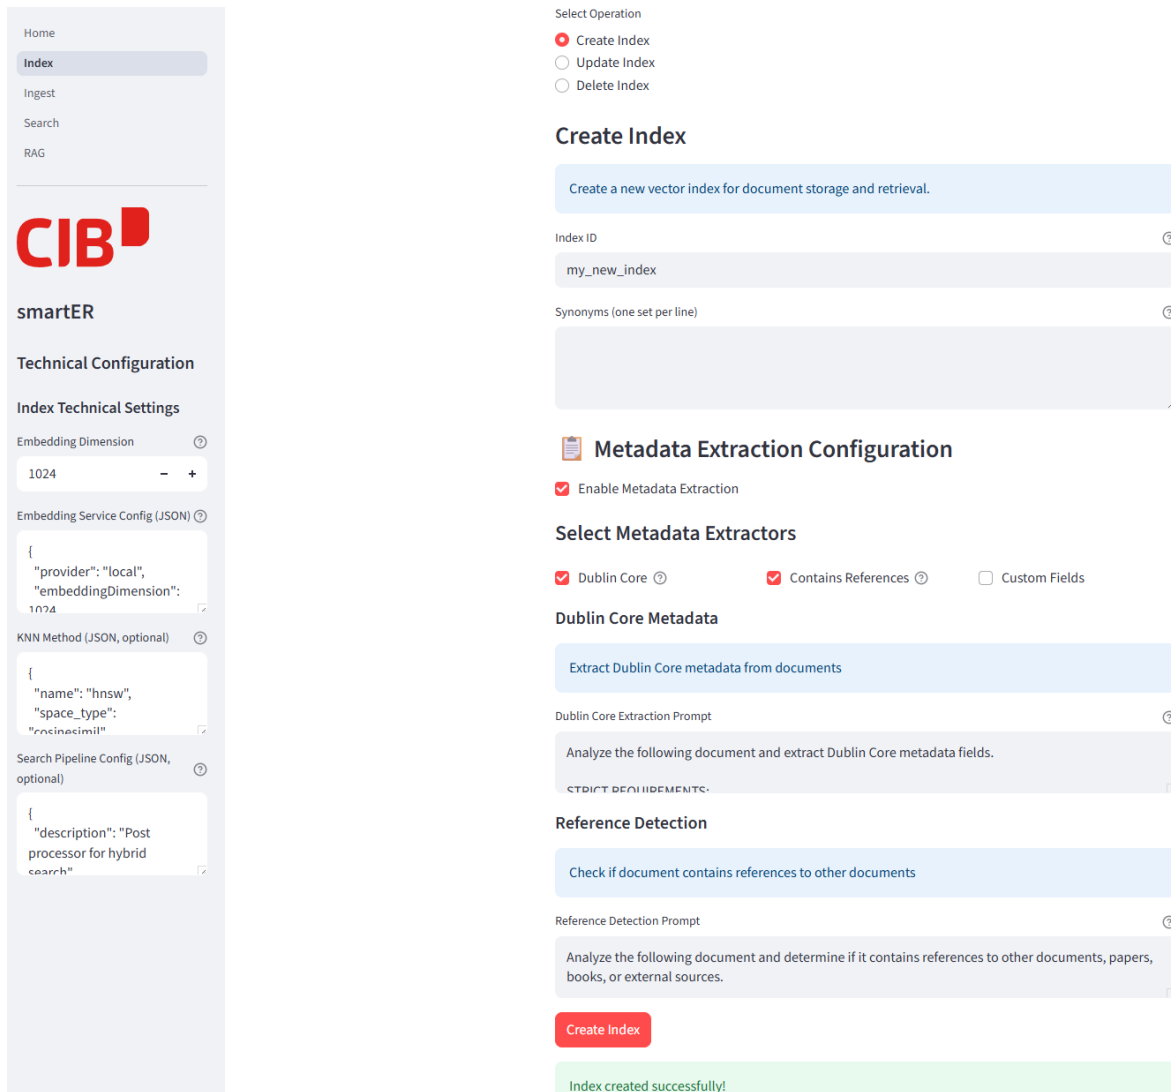 Home
Index
Ingest
Search
RAG
CIB
smartER
Technical Configuration
Index Technical Settings
Embedding Dimension
1024
Embedding Service Config (JSON)
{
"provider": "local",
"embeddingDimension":
1024
KNN Method (JSON, optional)
{
"name": "hnsw",
"space_type":
"cosinesimil"
Search Pipeline Config (JSON,
optional)
{
"description": "Post
processor for hybrid
search"
Select Operation
Create Index
Update Index
Delete Index
Create Index
Create a new vector index for document storage and retrieval.
Index ID
my_new_index
Synonyms (one set per line)
Metadata Extraction Configuration
Enable Metadata Extraction
Select Metadata Extractors
Dublin Core
Contains References
Custom Fields
Dublin Core Metadata
Extract Dublin Core metadata from documents
Dublin Core Extraction Prompt
Analyze the following document and extract Dublin Core metadata fields.
STRICT REQUIREMENTS:
Reference Detection
Check if document contains references to other documents
Reference Detection Prompt
Analyze the following document and determine if it contains references to other documents, papers,
books, or external sources.
Create Index
Index created successfully!